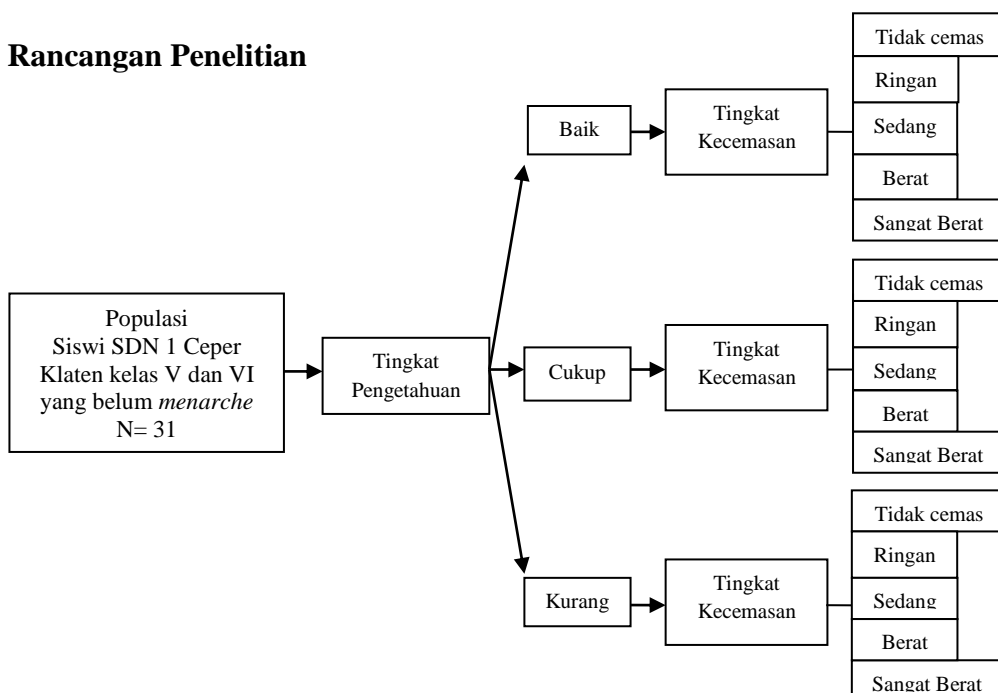 Rancangan Penelitian
Populasi
Siswi SDN 1 Ceper
Klaten kelas V dan VI
yang belum menarche
N= 31
Tingkat
Pengetahuan
Baik
Tingkat
Kecemasan
Tidak cemas
Ringan
Sedang
Berat
Sangat Berat
Cukup
Tingkat
Kecemasan
Tidak cemas
Ringan
Sedang
Berat
Sangat Berat
Kurang
Tingkat
Kecemasan
Tidak cemas
Ringan
Sedang
Berat
Sangat Berat